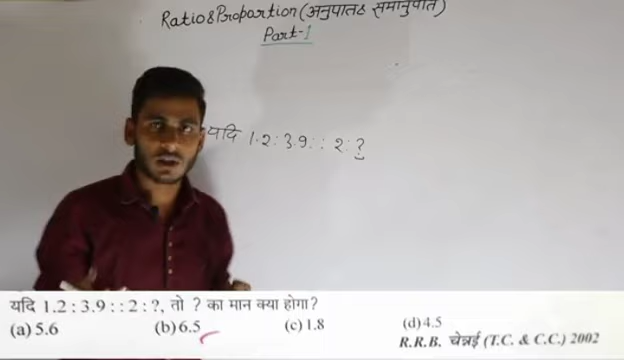 Ratio & Proportion (अनुपात & समानुपात)
Part-1
यदि 1.2 : 3.9 : : 2 : ?
यदि 1.2 : 3.9 : : 2 : ?, तो ? का मान क्या होगा?
(a) 5.6 (b) 6.5 (c) 1.8 (d) 4.5
R.R.B. चेन्नई (T.C. & C.C.) 2002